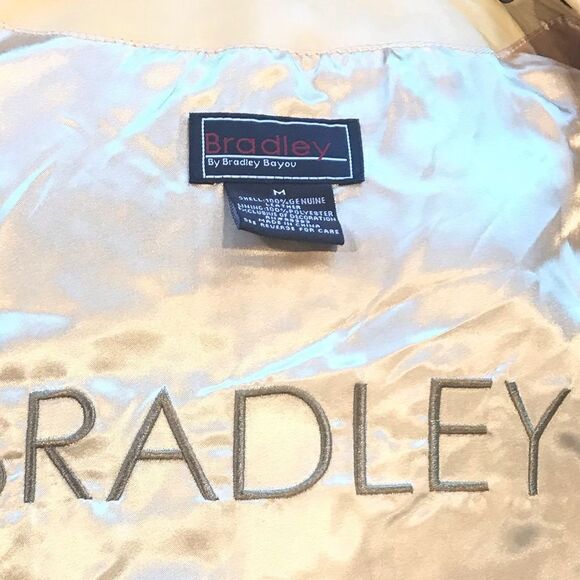 Bradley
By Bradley Bayou
M
SHELL:100% GENUINE
LEATHER
LINING:100% POLYESTER
EXCLUSIVE OF DECORATION
MADE IN CHINA
SEE REVERSE FOR CARE
BRADLEY